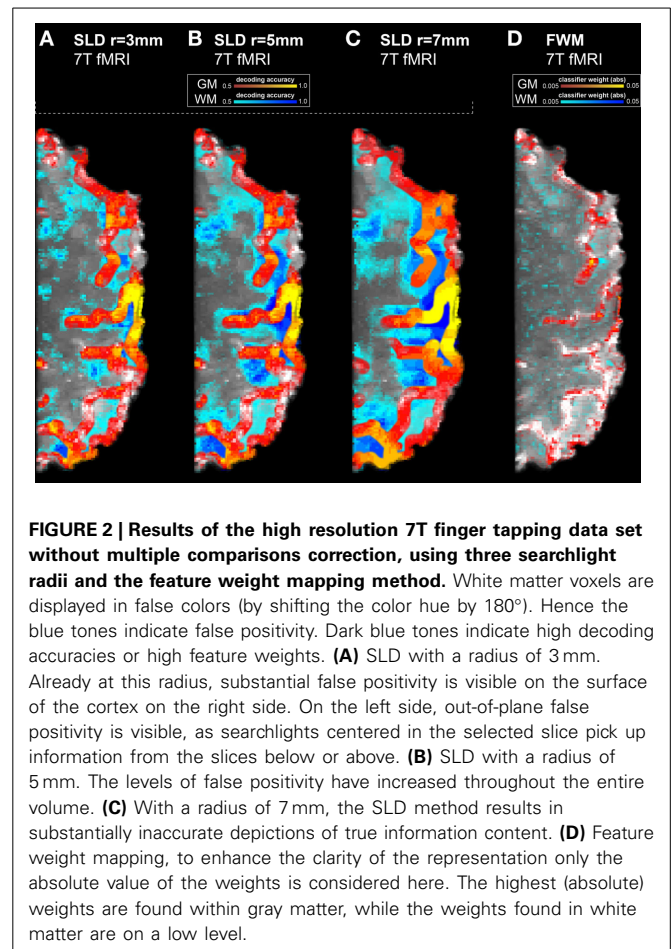 A SLD r=3mm
7T fMRI
B SLD r=5mm
7T fMRI
C SLD r=7mm
7T fMRI
D FWM
7T fMRI
decoding accuracy
GM 0.5 1.0
decoding accuracy
WM 0.5 1.0
classifier weight (abs)
GM 0.005 0.05
classifier weight (abs)
WM 0.005 0.05
FIGURE 2 | Results of the high resolution 7T finger tapping data set
without multiple comparisons correction, using three searchlight
radii and the feature weight mapping method. White matter voxels are
displayed in false colors (by shifting the color hue by 180°). Hence the
blue tones indicate false positivity. Dark blue tones indicate high decoding
accuracies or high feature weights. (A) SLD with a radius of 3 mm.
Already at this radius, substantial false positivity is visible on the surface
of the cortex on the right side. On the left side, out-of-plane false
positivity is visible, as searchlights centered in the selected slice pick up
information from the slices below or above. (B) SLD with a radius of
5 mm. The levels of false positivity have increased throughout the entire
volume. (C) With a radius of 7 mm, the SLD method results in
substantially inaccurate depictions of true information content. (D) Feature
weight mapping, to enhance the clarity of the representation only the
absolute value of the weights is considered here. The highest (absolute)
weights are found within gray matter, while the weights found in white
matter are on a low level.